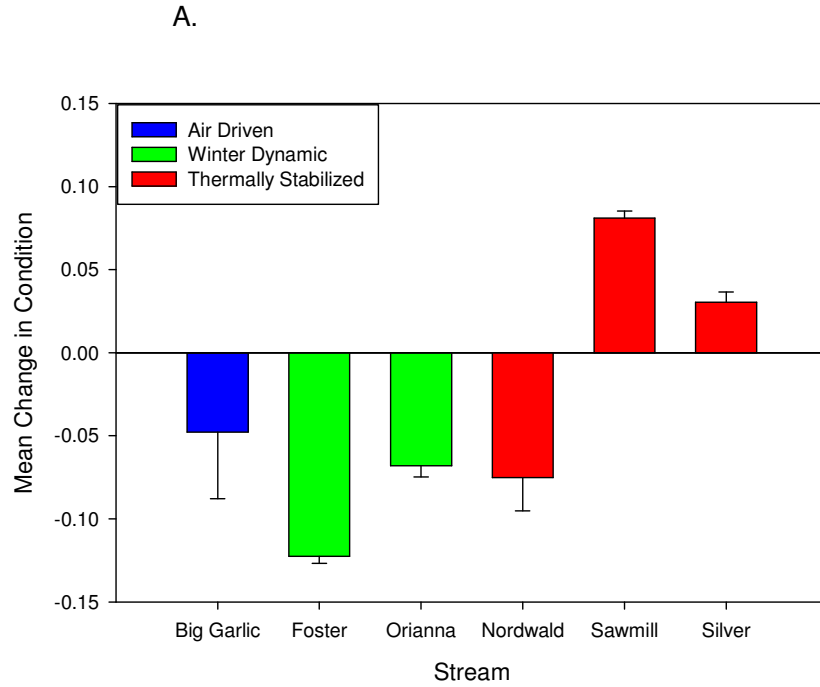 A.
0.15
Air Driven
Winter Dynamic
Thermally Stabilized
0.10
0.05
0.00
-0.05
-0.10
-0.15
Mean Change in Condition
Big Garlic Foster Orianna Nordwald Sawmill Silver
Stream